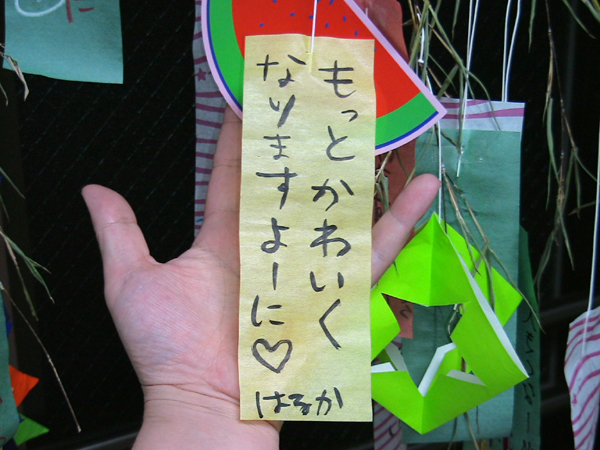 もっとかわいく
なりますよーに♡
はるか